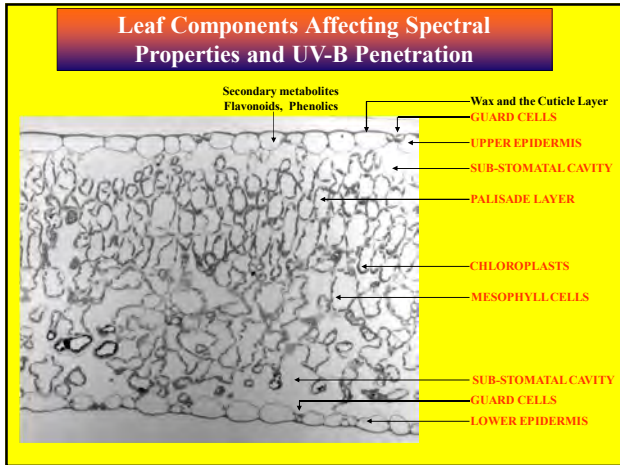 Leaf Components Affecting Spectral
Properties and UV-B Penetration
Secondary metabolites
Flavonoids, Phenolics
Wax and the Cuticle Layer
GUARD CELLS
UPPER EPIDERMIS
SUB-STOMATAL CAVITY
PALISADE LAYER
CHLOROPLASTS
MESOPHYLL CELLS
SUB-STOMATAL CAVITY
GUARD CELLS
LOWER EPIDERMIS